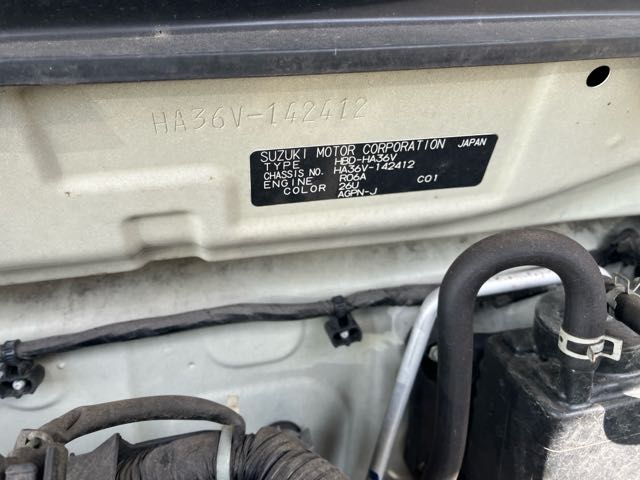 HA36V-142412
SUZUKI MOTOR CORPORATION JAPAN
TYPE HBD-HA36V
CHASSIS NO. HA36V-142412
ENGINE R06A
COLOR 26U C01
AGPN-J